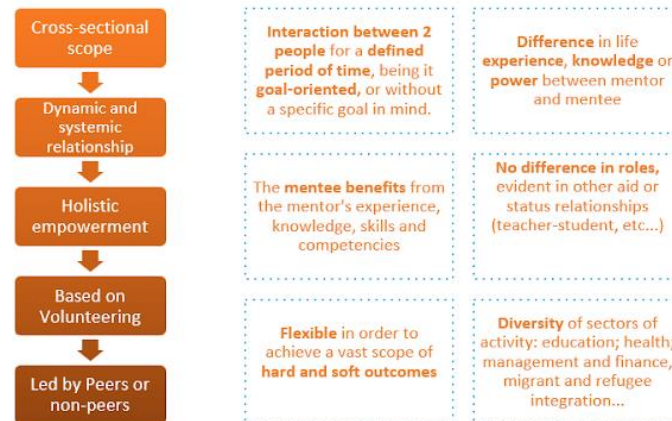 Cross-sectional
scope
Dynamic and
systemic
relationship
Holistic
empowerment
Based on
Volunteering
Led by Peers or
non-peers
Interaction between 2
people for a defined
period of time, being it
goal-oriented, or without
a specific goal in mind.
Difference in life
experience, knowledge or
power between mentor
and mentee
The mentee benefits from
the mentor's experience,
knowledge, skills and
competencies
No difference in roles,
evident in other aid or
status relationships
(teacher-student, etc...)
Flexible in order to
achieve a vast scope of
hard and soft outcomes
Diversity of sectors of
activity: education; health;
management and finance,
migrant and refugee
integration...